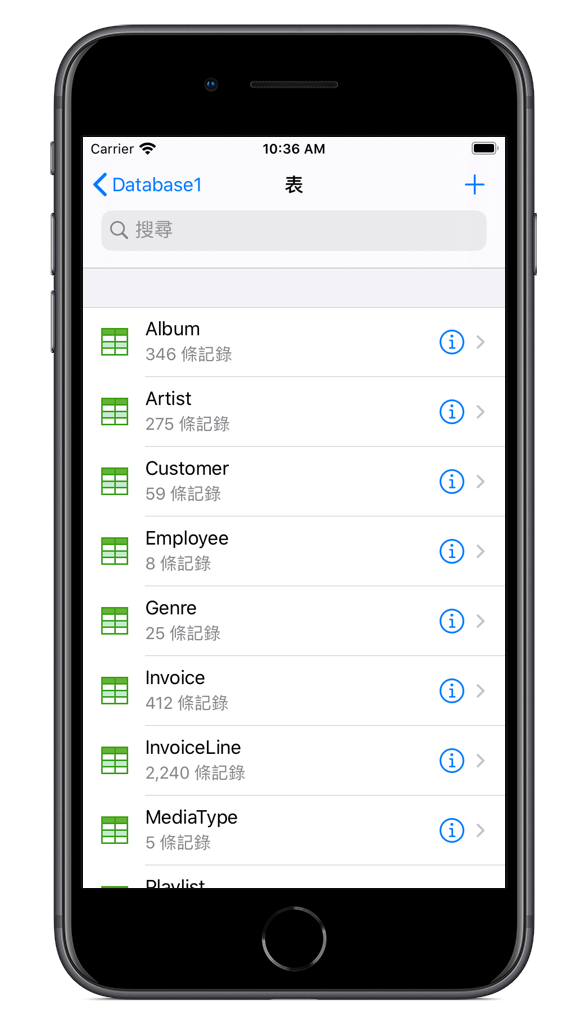 Carrier 10:36 AM
Database1 表
搜尋
Album
346 條記錄
Artist
275 條記錄
Customer
59 條記錄
Employee
8 條記錄
Genre
25 條記錄
Invoice
412 條記錄
InvoiceLine
2,240 條記錄
MediaType
5 條記錄
Playlist